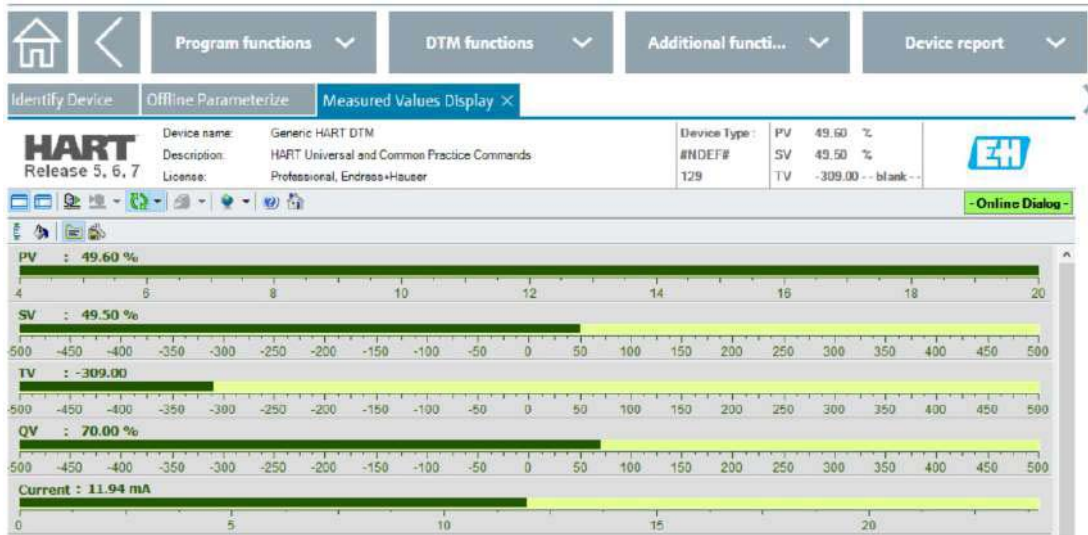 Program functions
DTM functions
Additional functi...
Device report
Identify Device
Offline Parameterize
Measured Values Display ×
HART
Release 5, 6, 7
Device name: Generic HART DTM
Description: HART Universal and Common Practice Commands
License: Professional, Endress+Hauser
Device Type :
#NDEF#
129
PV 49.60 %
SV 49.50 %
TV -309.00 - - blank - -
EH
- Online Dialog -
PV : 49.60 %
4 6 8 10 12 14 16 18 20
SV : 49.50 %
-500 -450 -400 -350 -300 -250 -200 -150 -100 -50 0 50 100 150 200 250 300 350 400 450 500
TV : -309.00
-500 -450 -400 -350 -300 -250 -200 -150 -100 -50 0 50 100 150 200 250 300 350 400 450 500
QV : 70.00 %
-500 -450 -400 -350 -300 -250 -200 -150 -100 -50 0 50 100 150 200 250 300 350 400 450 500
Current : 11.94 mA
0 5 10 15 20